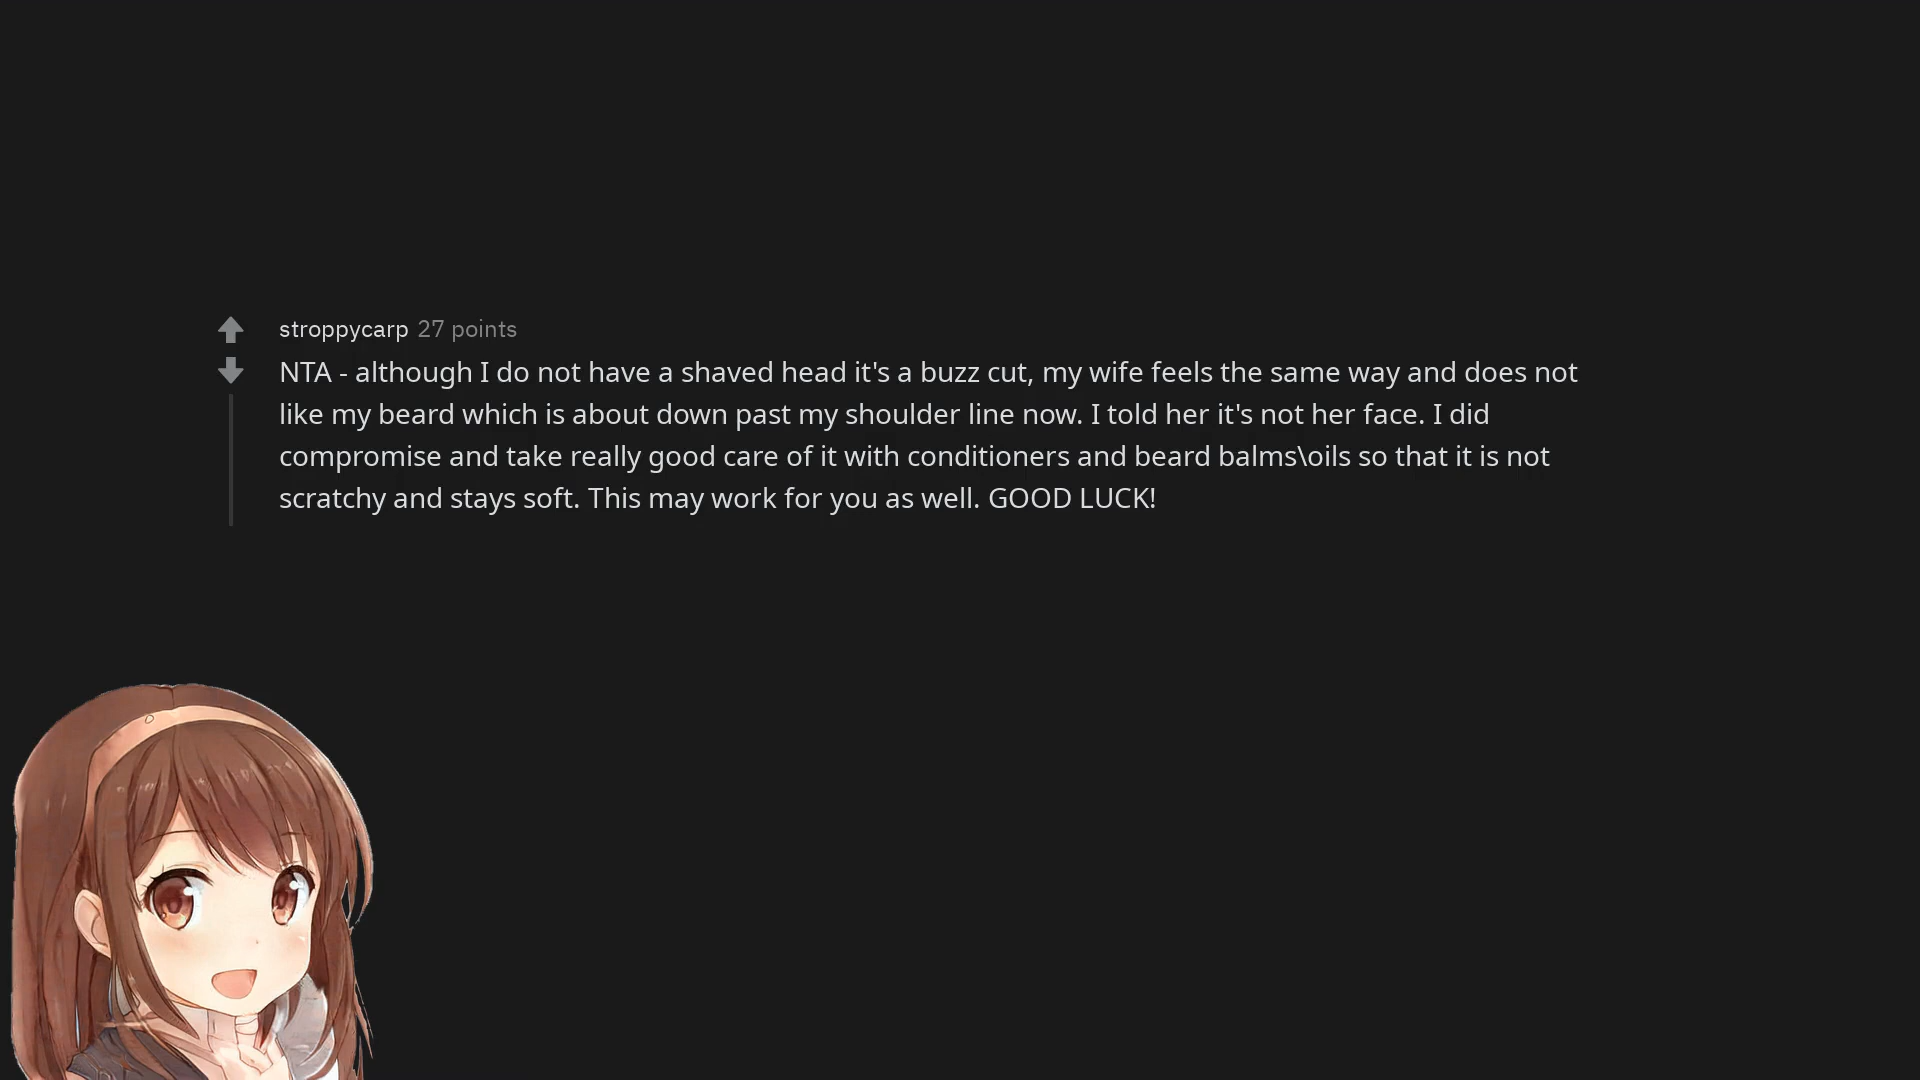 stroppycarp 27 points
NTA - although I do not have a shaved head it's a buzz cut, my wife feels the same way and does not
like my beard which is about down past my shoulder line now. I told her it's not her face. I did
compromise and take really good care of it with conditioners and beard balms\oils so that it is not
scratchy and stays soft. This may work for you as well. GOOD LUCK!